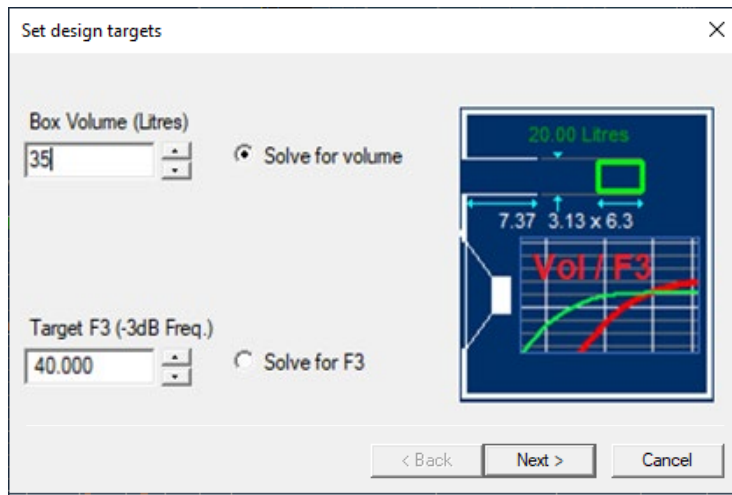 Set design targets
Box Volume (Litres)
35
Solve for volume
20.00 Litres
7.37 3.13 x 6.3
Vol / F3
Target F3 (-3dB Freq.)
40.000
Solve for F3
< Back
Next >
Cancel